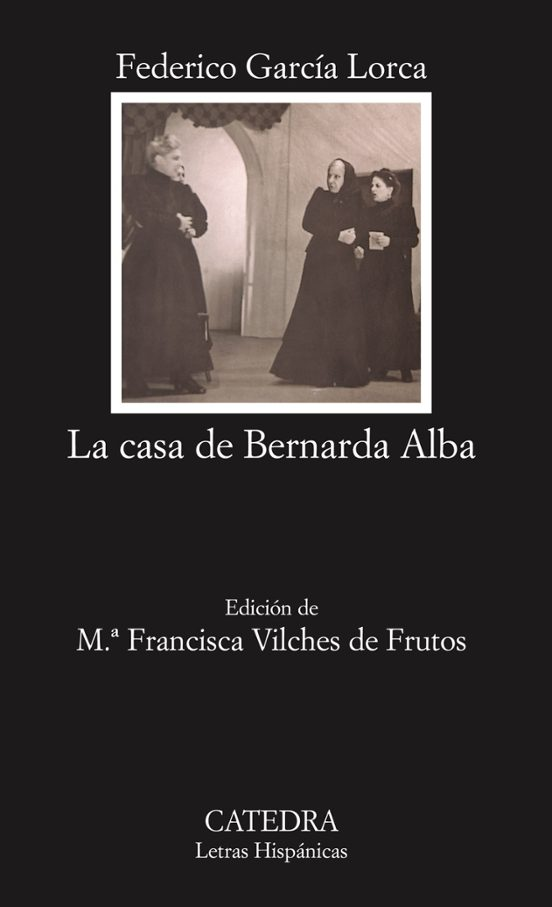 Federico García Lorca
La casa de Bernarda Alba
Edición de
M.ª Francisca Vilches de Frutos
CATEDRA
Letras Hispánicas